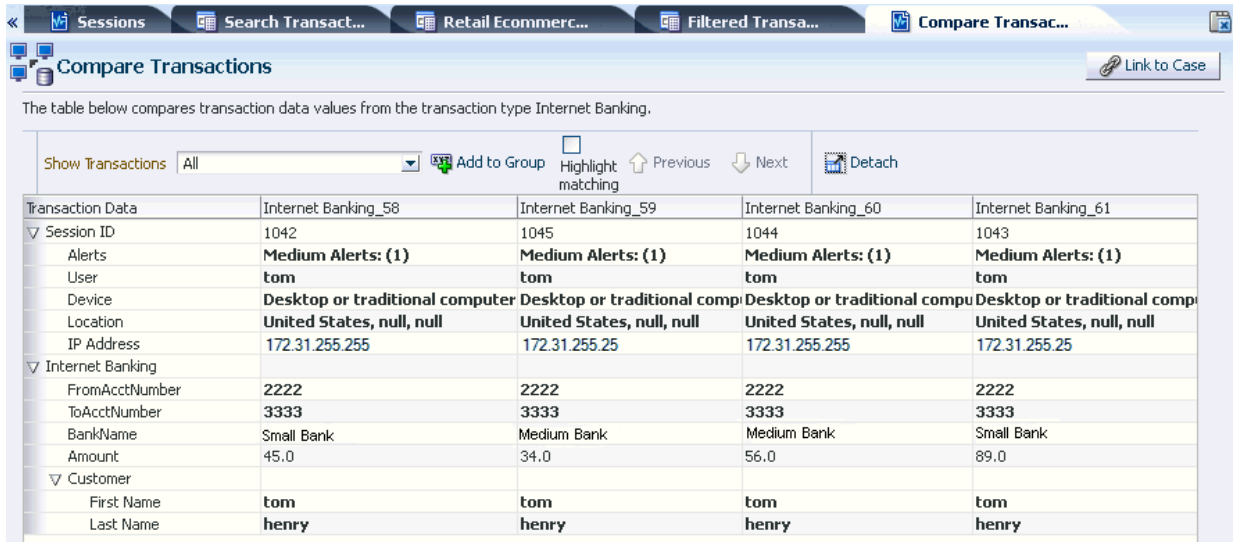 « Sessions Search Transact... Retail Ecommerc... Filtered Transa... Compare Transac...
Compare Transactions Link to Case
The table below compares transaction data values from the transaction type Internet Banking.
Show Transactions All Add to Group Highlight matching Previous Next Detach
Transaction Data Internet Banking_58 Internet Banking_59 Internet Banking_60 Internet Banking_61
Session ID 1042 1045 1044 1043
Alerts Medium Alerts: (1) Medium Alerts: (1) Medium Alerts: (1) Medium Alerts: (1)
User tom tom tom tom
Device Desktop or traditional computer Desktop or traditional comp Desktop or traditional compu Desktop or traditional comp
Location United States, null, null United States, null, null United States, null, null United States, null, null
IP Address 172.31.255.255 172.31.255.25 172.31.255.255 172.31.255.25
Internet Banking
FromAcctNumber 2222 2222 2222 2222
ToAcctNumber 3333 3333 3333 3333
BankName Small Bank Medium Bank Medium Bank Small Bank
Amount 45.0 34.0 56.0 89.0
Customer
First Name tom tom tom tom
Last Name henry henry henry henry